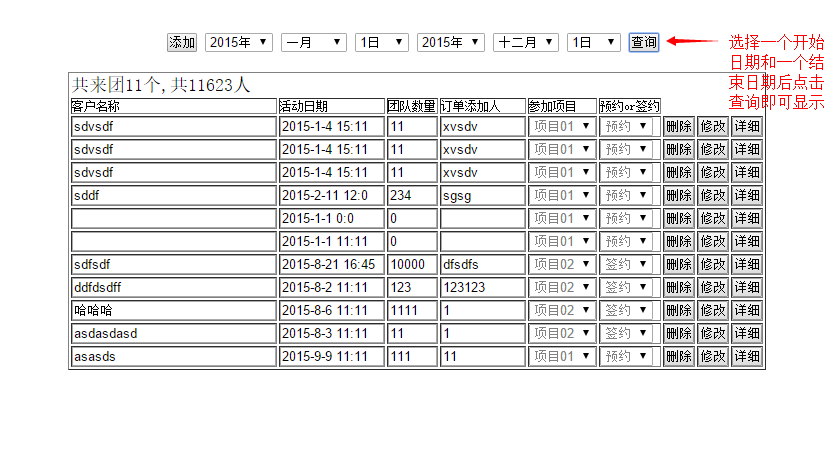 添加 2015年 一月 1日 2015年 十二月 1日 查询
选择一个开始
日期和一个结
束日期后点击
查询即可显示
共来团11个,共11623人
客户名称 活动日期 团队数量 订单添加人 参加项目 预约or签约
sdvsdf 2015-1-4 15:11 11 xvsdv 项目01 预约 删除 修改 详细
sdvsdf 2015-1-4 15:11 11 xvsdv 项目01 预约 删除 修改 详细
sdvsdf 2015-1-4 15:11 11 xvsdv 项目01 预约 删除 修改 详细
sddf 2015-2-11 12:0 234 sgsg 项目01 预约 删除 修改 详细
2015-1-1 0:0 0 项目01 预约 删除 修改 详细
2015-1-1 11:11 0 项目01 预约 删除 修改 详细
sdfsdf 2015-8-21 16:45 10000 dfsdfs 项目02 签约 删除 修改 详细
ddfdsdff 2015-8-2 11:11 123 123123 项目02 签约 删除 修改 详细
哈哈哈 2015-8-6 11:11 1111 1 项目02 签约 删除 修改 详细
asdasdasd 2015-8-3 11:11 11 1 项目02 签约 删除 修改 详细
asasds 2015-9-9 11:11 111 11 项目01 预约 删除 修改 详细